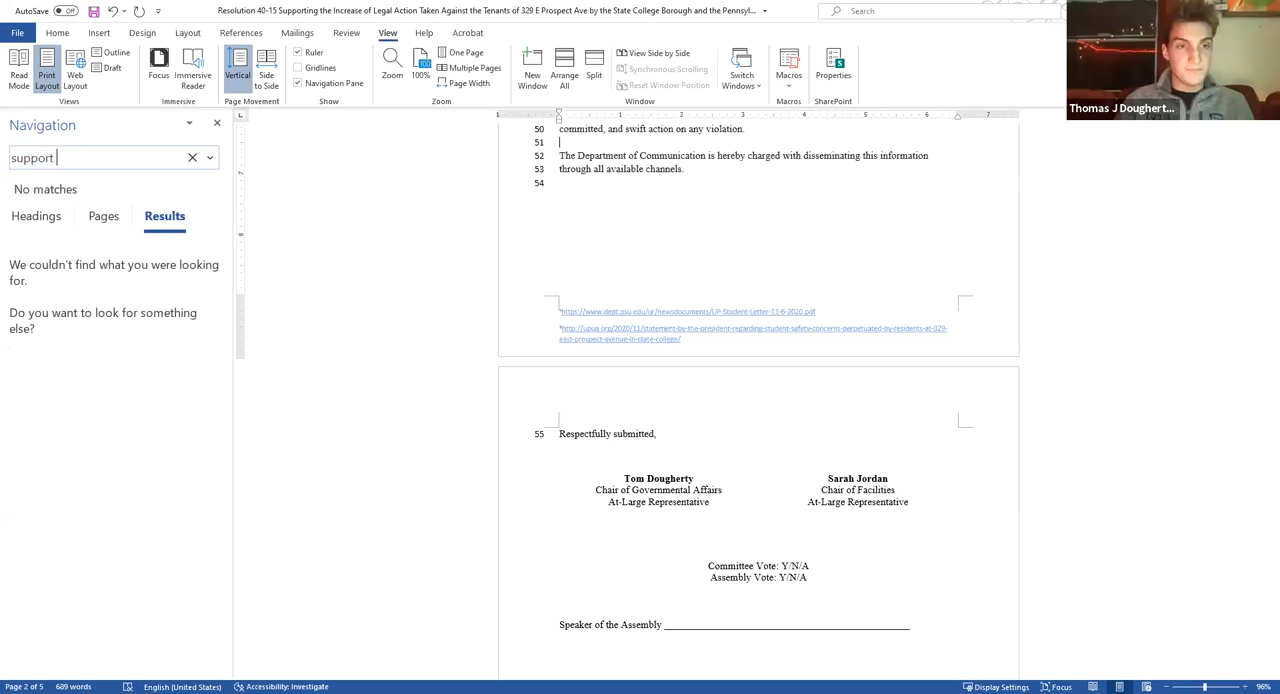 AutoSave Off Resolution 40-15 Supporting the Increase of Legal Action Taken Against the Tenants of 329 E Prospect Ave by the State College Borough and the Pennsyl... Search
File Home Insert Design Layout References Mailings Review View Help Acrobat
Read Mode Print Layout Web Layout Outline Draft Views
Focus Immersive Reader Immersive
Vertical Side to Side Page Movement
Ruler Gridlines Navigation Pane Show
Zoom 100% One Page Multiple Pages Page Width Zoom
New Window Arrange All Split View Side by Side Synchronous Scrolling Reset Window Position Switch Windows Window
Macros Macros
Properties SharePoint
Thomas J Dougherty...
Navigation
support
No matches
Headings Pages Results
We couldn't find what you were looking
for.
Do you want to look for something
else?
1 1 2 3 4 5 6 7
7
8
50 committed, and swift action on any violation.
51
52 The Department of Communication is hereby charged with disseminating this information
53 through all available channels.
54
https://www.dept.psu.edu/ur/newsdocuments/UP-Student-Letter-11-6-2020.pdf
http://upua.org/2020/11/statement-by-the-president-regarding-student-safety-concerns-perpetuated-by-residents-at-329-
east-prospect-avenue-in-state-college/
55 Respectfully submitted,
Tom Dougherty Sarah Jordan
Chair of Governmental Affairs Chair of Facilities
At-Large Representative At-Large Representative
Committee Vote: Y/N/A
Assembly Vote: Y/N/A
Speaker of the Assembly
Page 2 of 5 689 words English (United States) Accessibility: Investigate Display Settings Focus 96%